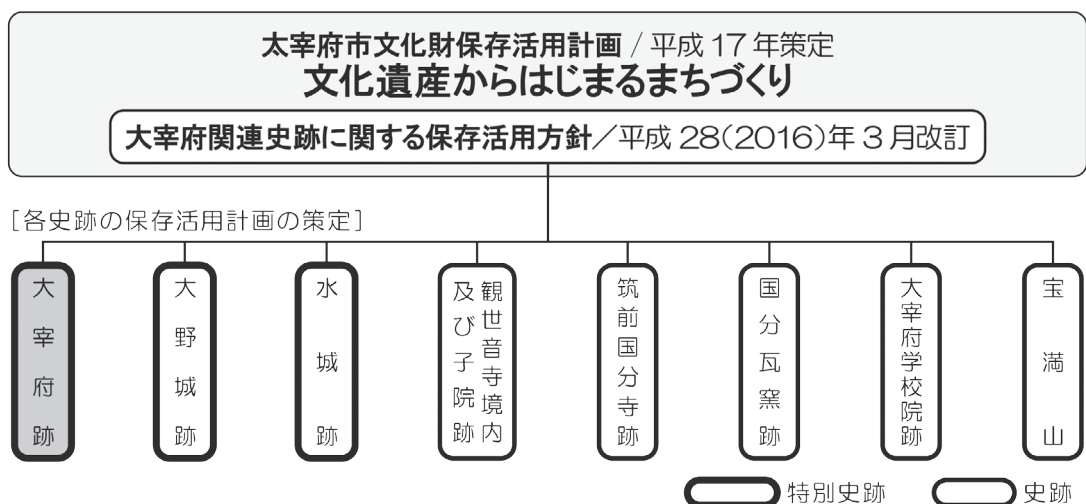 太宰府市文化財保存活用計画 / 平成 17 年策定
文化遺産からはじまるまちづくり
大宰府関連史跡に関する保存活用方針／平成 28(2016)年 3 月改訂
［各史跡の保存活用計画の策定］
大宰府跡
大野城跡
水城跡
観世音寺境内
及び子院跡
筑前国分寺跡
国分瓦窯跡
大宰府学校院跡
宝満山
特別史跡
史跡